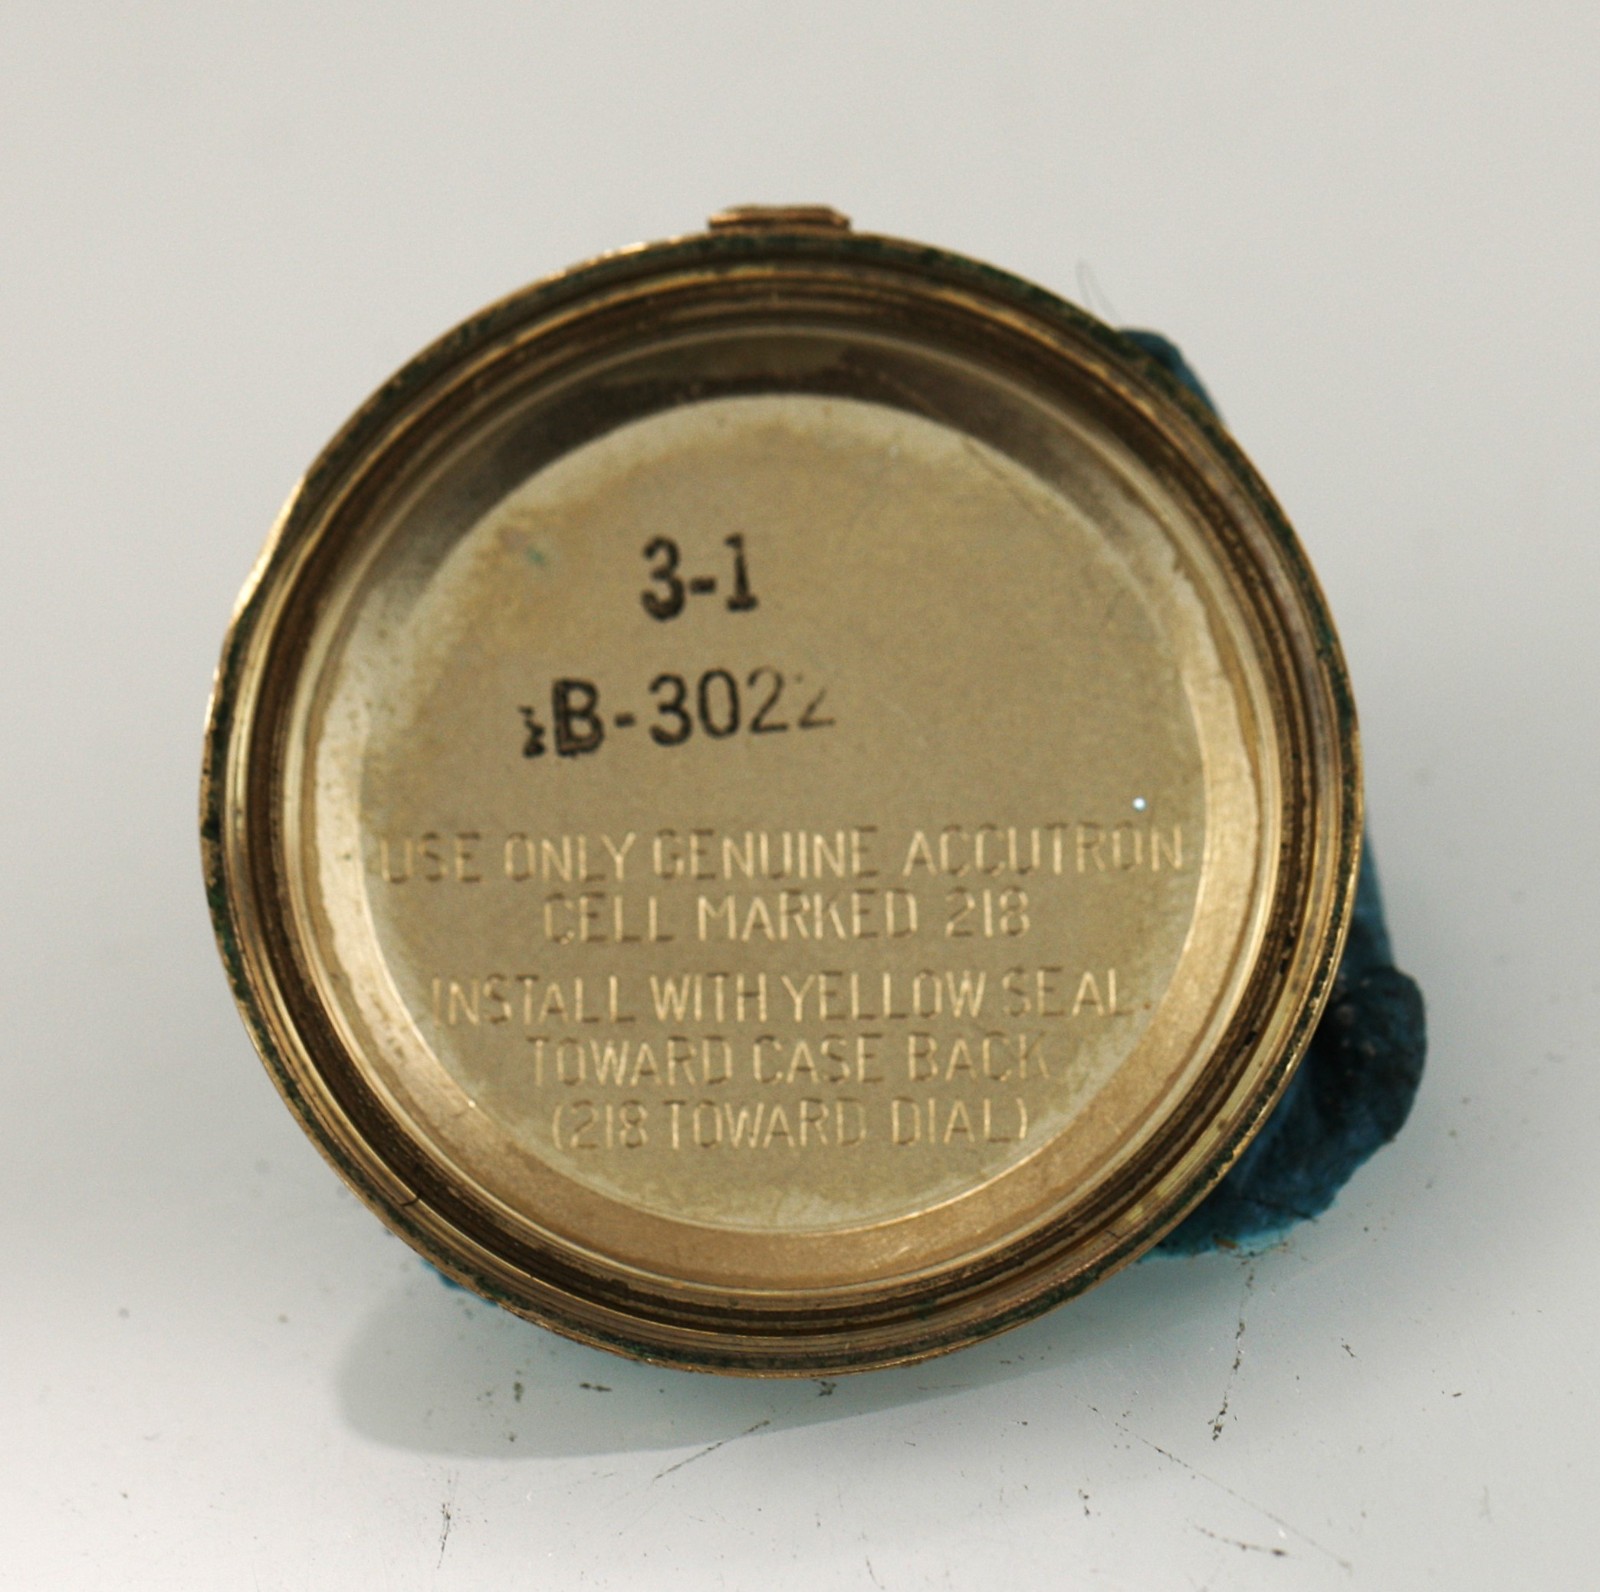 3-1
B-3022
USE ONLY GENUINE ACCUTRON
CELL MARKED 218
INSTALL WITH YELLOW SEAL
TOWARD CASE BACK
(218 TOWARD DIAL)